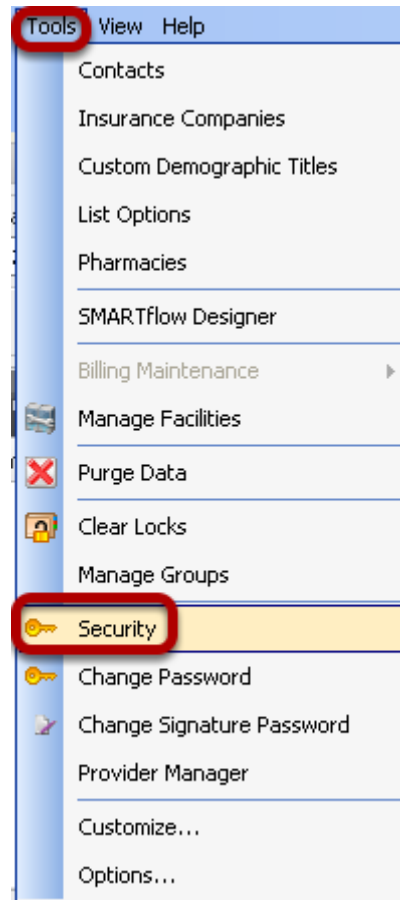 Tools View Help
Contacts
Insurance Companies
Custom Demographic Titles
List Options
Pharmacies
SMARTflow Designer
Billing Maintenance
Manage Facilities
Purge Data
Clear Locks
Manage Groups
Security
Change Password
Change Signature Password
Provider Manager
Customize...
Options...